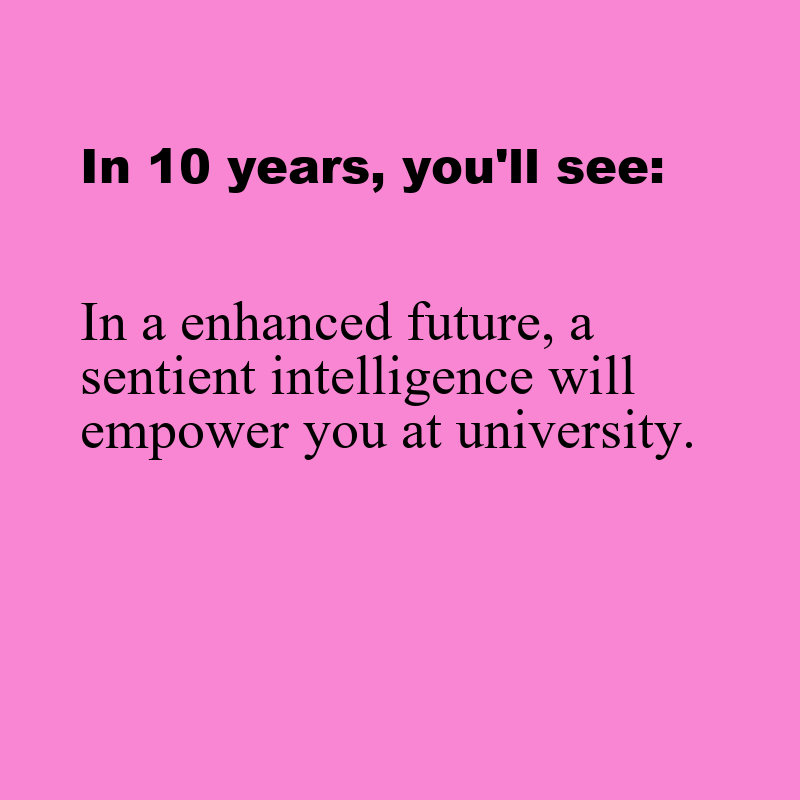 In 10 years, you'll see:
In a enhanced future, a
sentient intelligence will
empower you at university.